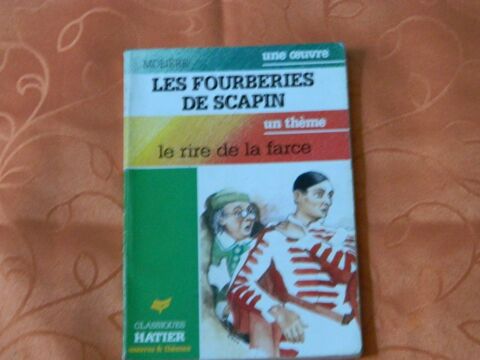 MOLIÈRE
une œuvre
LES FOURBERIES
DE SCAPIN
un thème
le rire de la farce
CLASSIQUES
HATIER
œuvres & thèmes